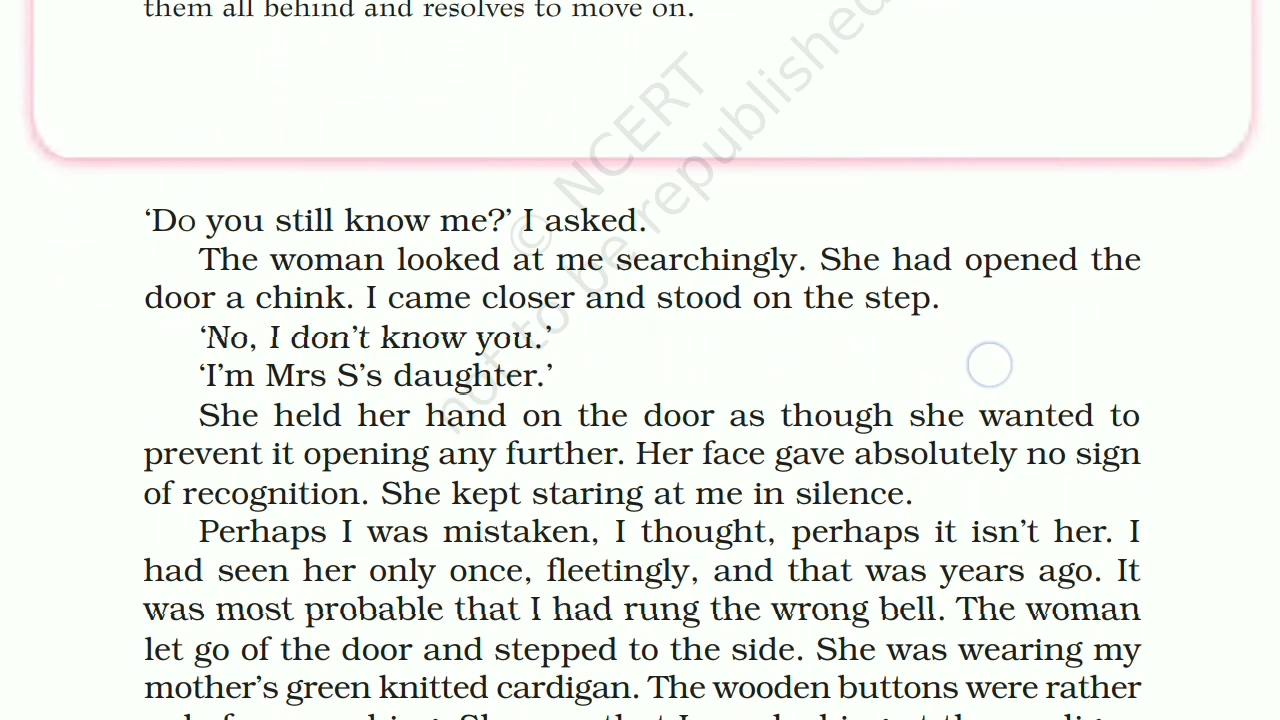 them all behind and resolves to move on.
© NCERT
not to be republished
‘Do you still know me?’ I asked.
The woman looked at me searchingly. She had opened the
door a chink. I came closer and stood on the step.
‘No, I don’t know you.’
‘I’m Mrs S’s daughter.’
She held her hand on the door as though she wanted to
prevent it opening any further. Her face gave absolutely no sign
of recognition. She kept staring at me in silence.
Perhaps I was mistaken, I thought, perhaps it isn’t her. I
had seen her only once, fleetingly, and that was years ago. It
was most probable that I had rung the wrong bell. The woman
let go of the door and stepped to the side. She was wearing my
mother’s green knitted cardigan. The wooden buttons were rather